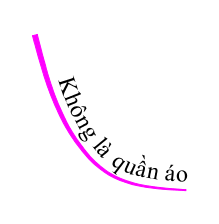 Không là quần áo